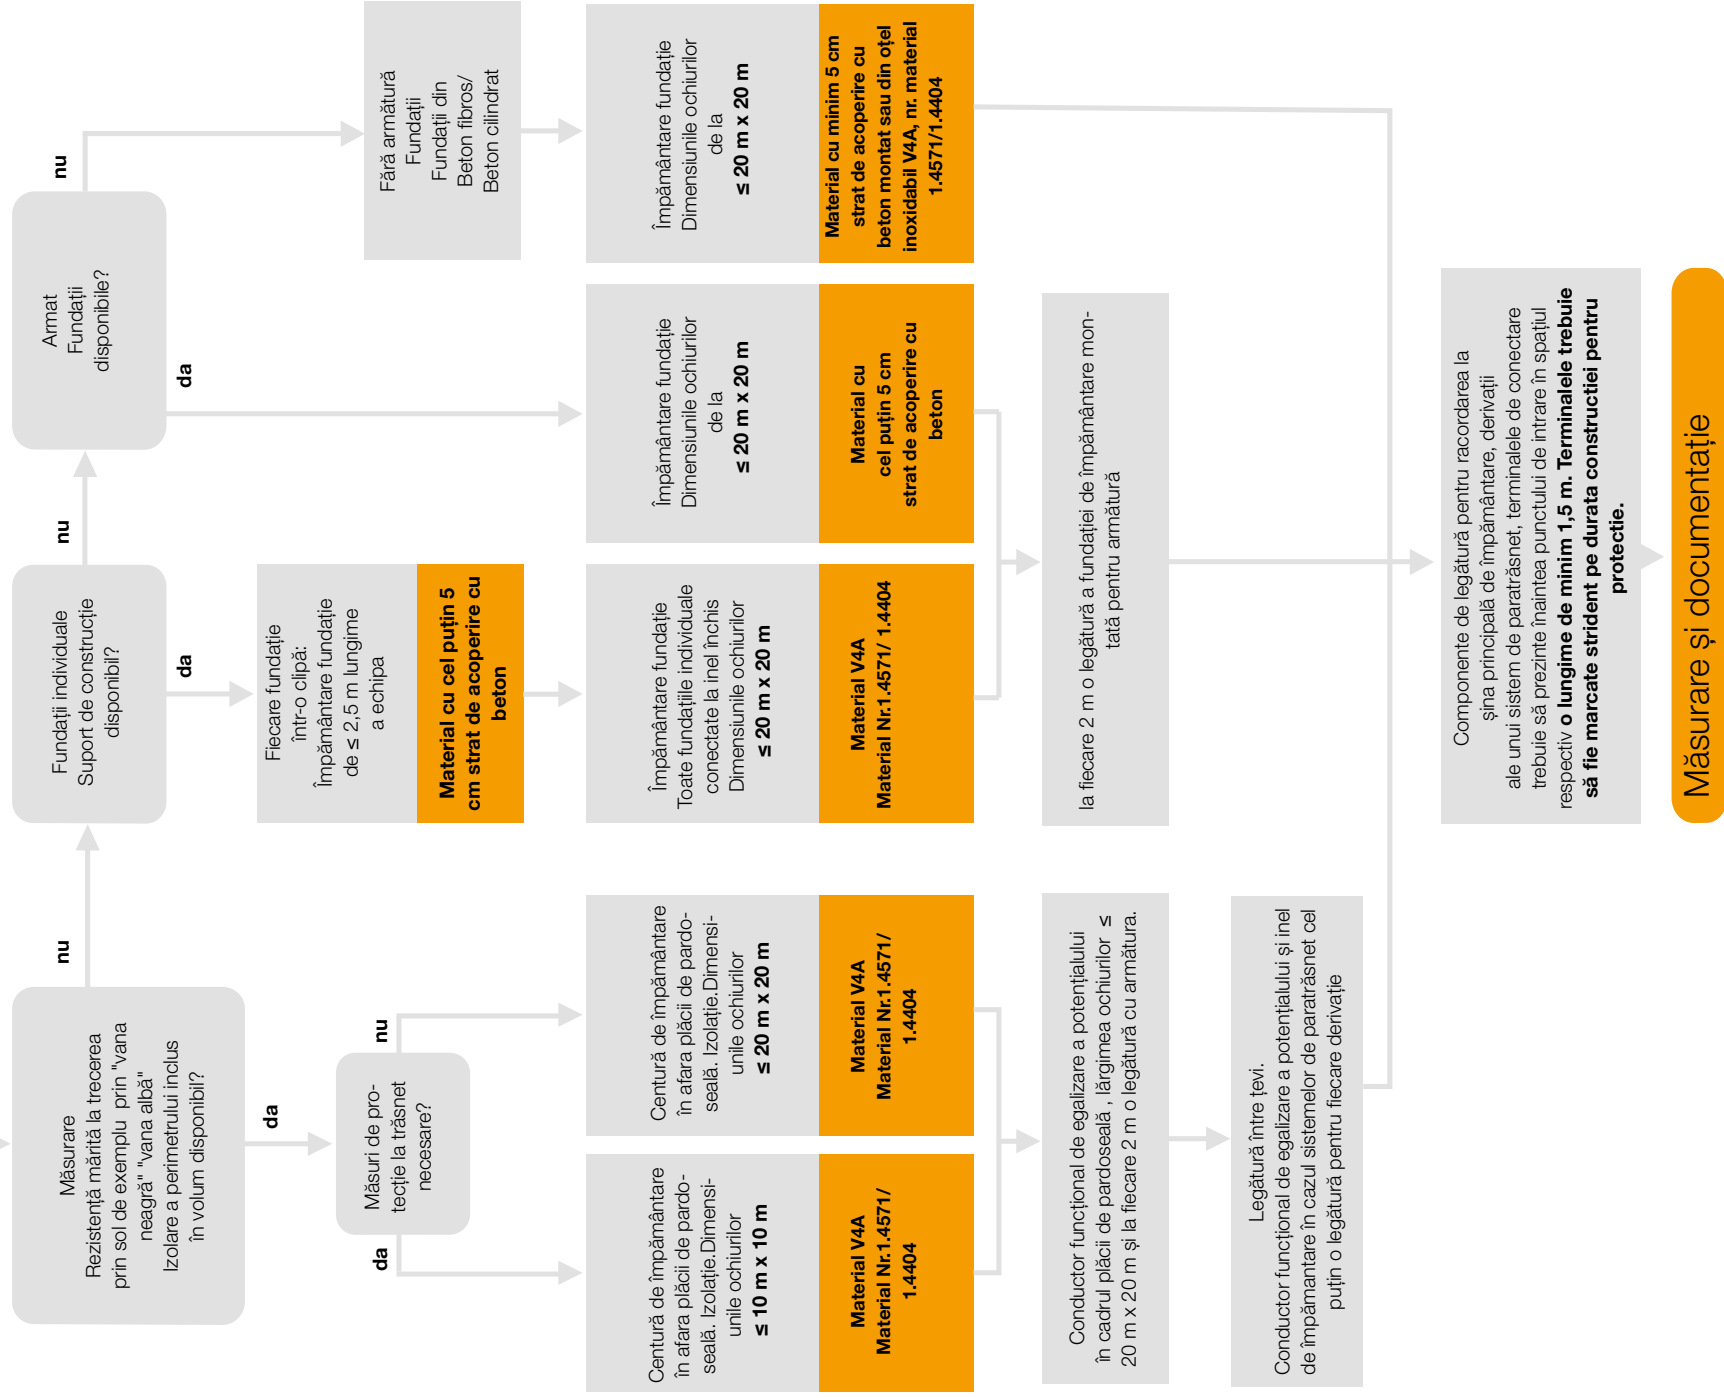 Măsurare
Rezistență mărită la trecerea
prin sol de exemplu prin "vana
neagră" "vana albă"
Izolare a perimetrului inclus
în volum disponibil?
nu
da
Fundații individuale
Suport de construcție
disponibil?
nu
da
Armat
Fundații
disponibile?
nu
da
Măsuri de pro-
tecție la trăsnet
necesare?
da
nu
Fiecare fundație
într-o clipă:
Împământare fundație
de ≤ 2,5 m lungime
a echipa
Material cu cel puțin 5
cm strat de acoperire cu
beton
Fără armătură
Fundații
Fundații din
Beton fibros/
Beton cilindrat
Centură de împământare
în afara plăcii de pardo-
seală. Izolație.Dimensi-
unile ochiurilor
≤ 10 m x 10 m
Material V4A
Material Nr.1.4571/
1.4404
Centură de împământare
în afara plăcii de pardo-
seală. Izolație.Dimensi-
unile ochiurilor
≤ 20 m x 20 m
Material V4A
Material Nr.1.4571/
1.4404
Împământare fundație
Toate fundațiile individuale
conectate la inel închis
Dimensiunile ochiurilor
≤ 20 m x 20 m
Material V4A
Material Nr.1.4571/ 1.4404
Împământare fundație
Dimensiunile ochiurilor
de la
≤ 20 m x 20 m
Material cu
cel puțin 5 cm
strat de acoperire cu
beton
Împământare fundație
Dimensiunile ochiurilor
de la
≤ 20 m x 20 m
Material cu minim 5 cm
strat de acoperire cu
beton montat sau din oțel
inoxidabil V4A, nr. material
1.4571/1.4404
Conductor funcțional de egalizare a potențialului
în cadrul plăcii de pardoseală , lărgimea ochiurilor ≤
20 m x 20 m și la fiecare 2 m o legătură cu armătura.
la fiecare 2 m o legătură a fundației de împământare mon-
tată pentru armătură
Legătură între țevi.
Conductor funcțional de egalizare a potențialului și inel
de împămantare în cazul sistemelor de paratrăsnet cel
puțin o legătură pentru fiecare derivație
Componente de legătură pentru racordarea la
șina principală de împământare, derivații
ale unui sistem de paratrăsnet, terminalele de conectare
trebuie să prezinte înaintea punctului de intrare în spațiul
respectiv o lungime de minim 1,5 m. Terminalele trebuie
să fie marcate strident pe durata constructiei pentru
protectie.
Măsurare și documentație